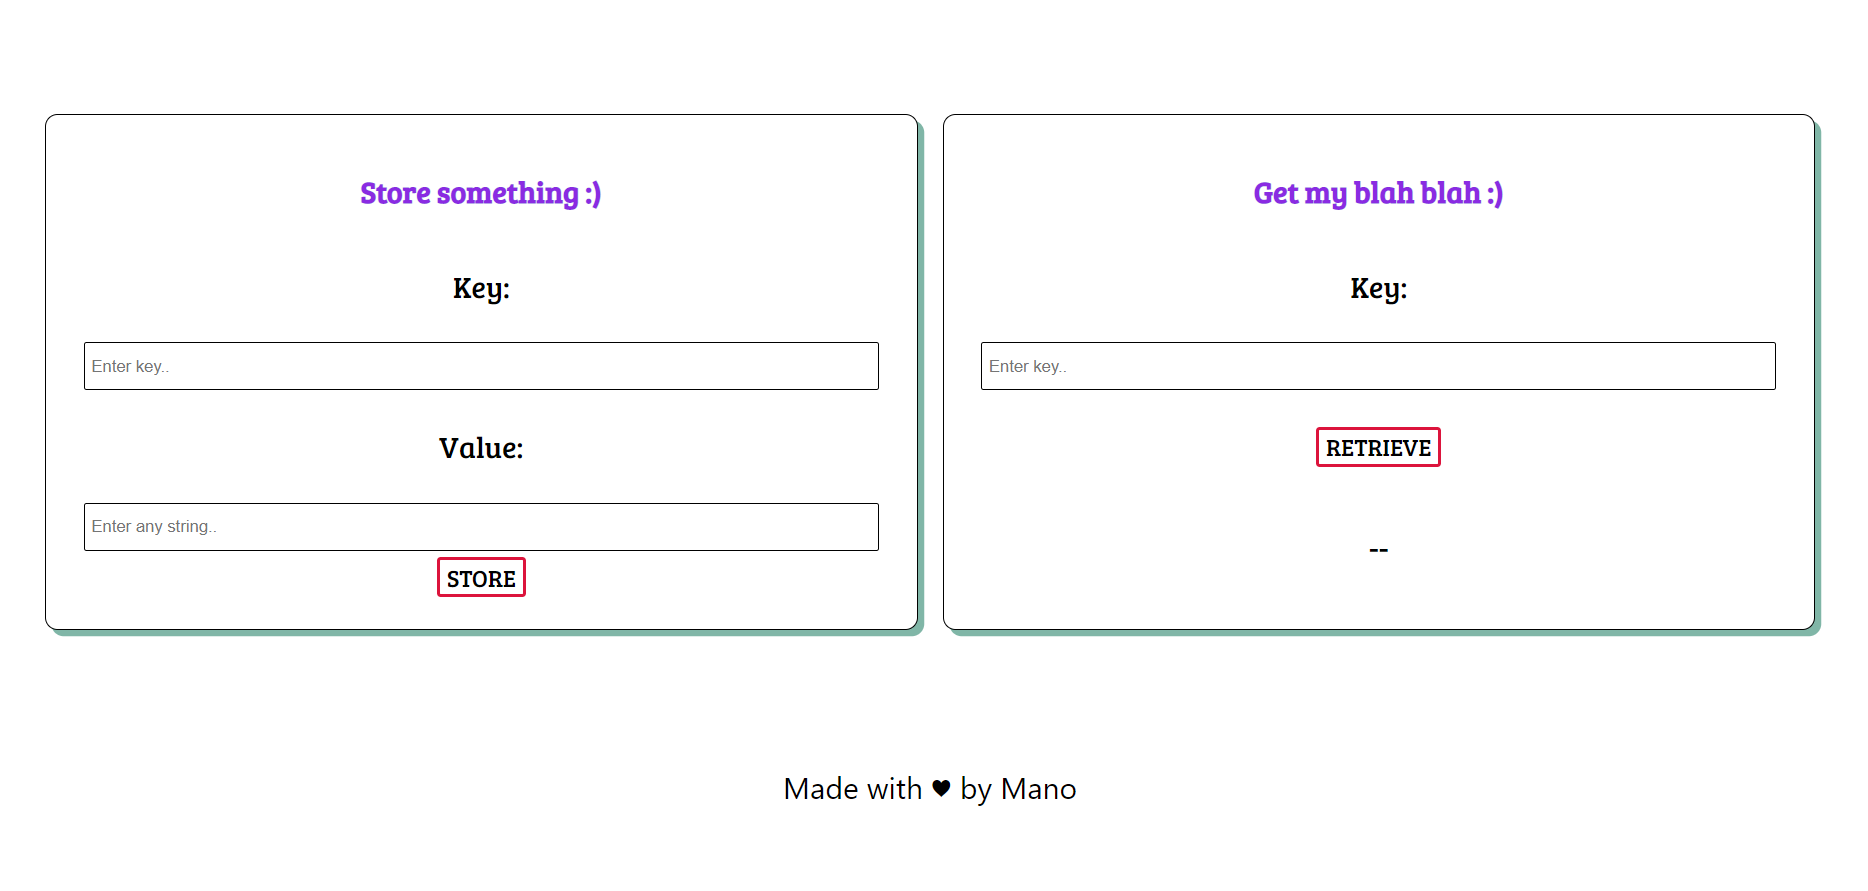 Store something :)
Key:
Enter key..
Value:
Enter any string..
STORE
Get my blah blah :)
Key:
Enter key..
RETRIEVE
--
Made with ♥ by Mano